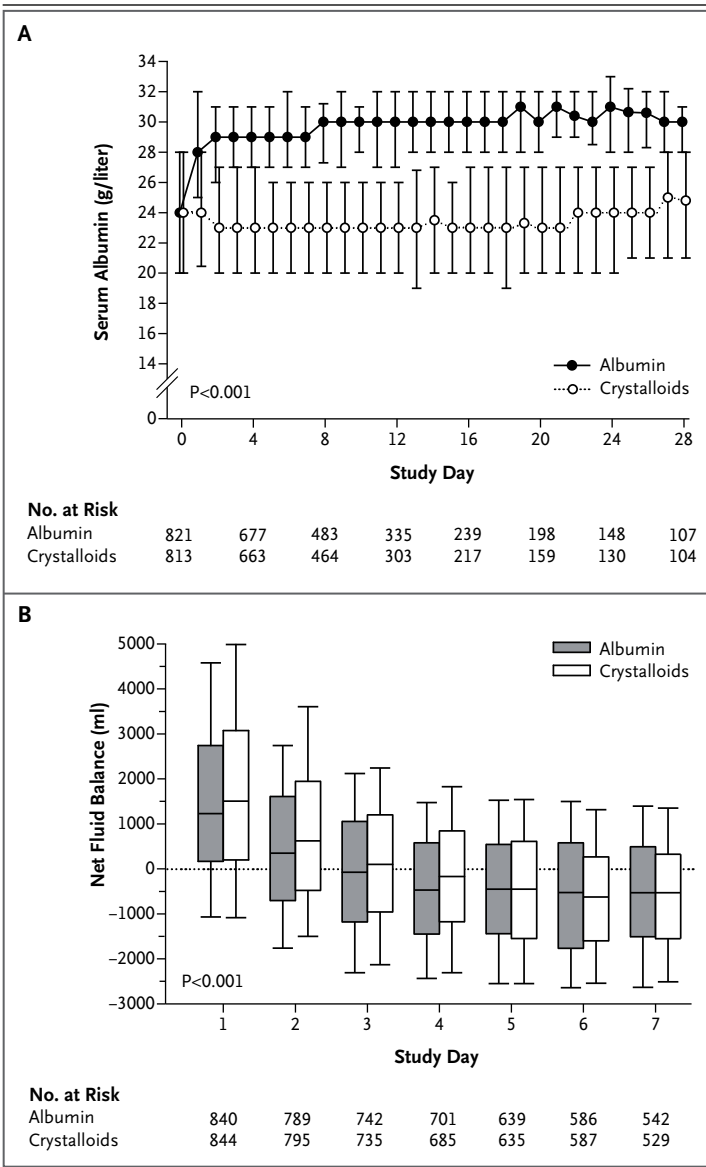 A
34
32
30
28
26
24
22
20
18
16
14
0
Serum Albumin (g/liter)
P<0.001
Albumin
Crystalloids
0 4 8 12 16 20 24 28
Study Day
No. at Risk
Albumin 821 677 483 335 239 198 148 107
Crystalloids 813 663 464 303 217 159 130 104
B
5000
4000
3000
2000
1000
0
−1000
−2000
−3000
Net Fluid Balance (ml)
Albumin
Crystalloids
P<0.001
1 2 3 4 5 6 7
Study Day
No. at Risk
Albumin 840 789 742 701 639 586 542
Crystalloids 844 795 735 685 635 587 529